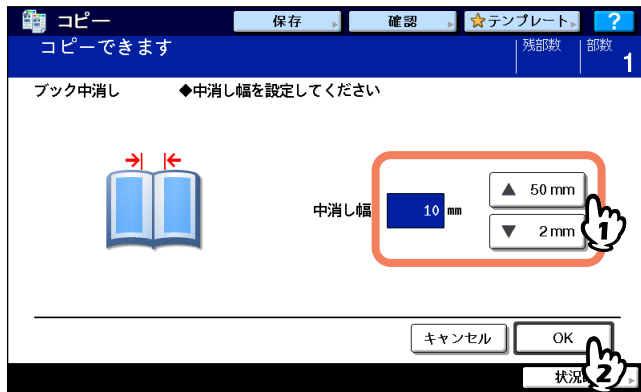 コピー 保存 確認 テンプレート ?
コピーできます 残部数 部数 1
ブック中消し ◆中消し幅を設定してください
▲ 50 mm
中消し幅 10 mm
▼ 2 mm
1
キャンセル OK
状況
2